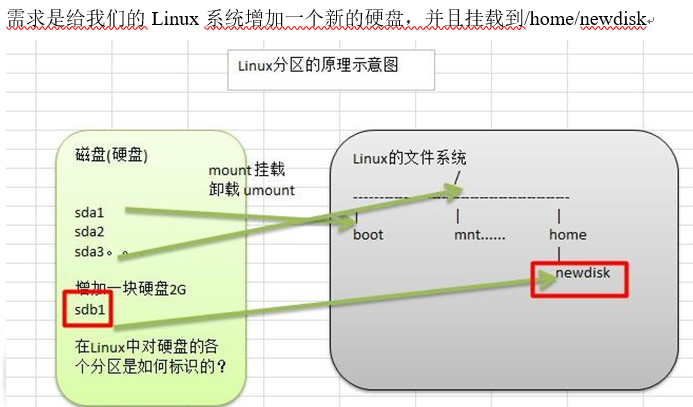 需求是给我们的 Linux 系统增加一个新的硬盘，并且挂载到/home/newdisk
Linux分区的原理示意图
磁盘(硬盘)
mount 挂载
卸载 umount
sda1
sda2
sda3。。
增加一块硬盘2G
sdb1
在Linux中对硬盘的各
个分区是如何标识的？
Linux的文件系统
/
---------------------------------------
| | |
boot mnt...... home
|
newdisk